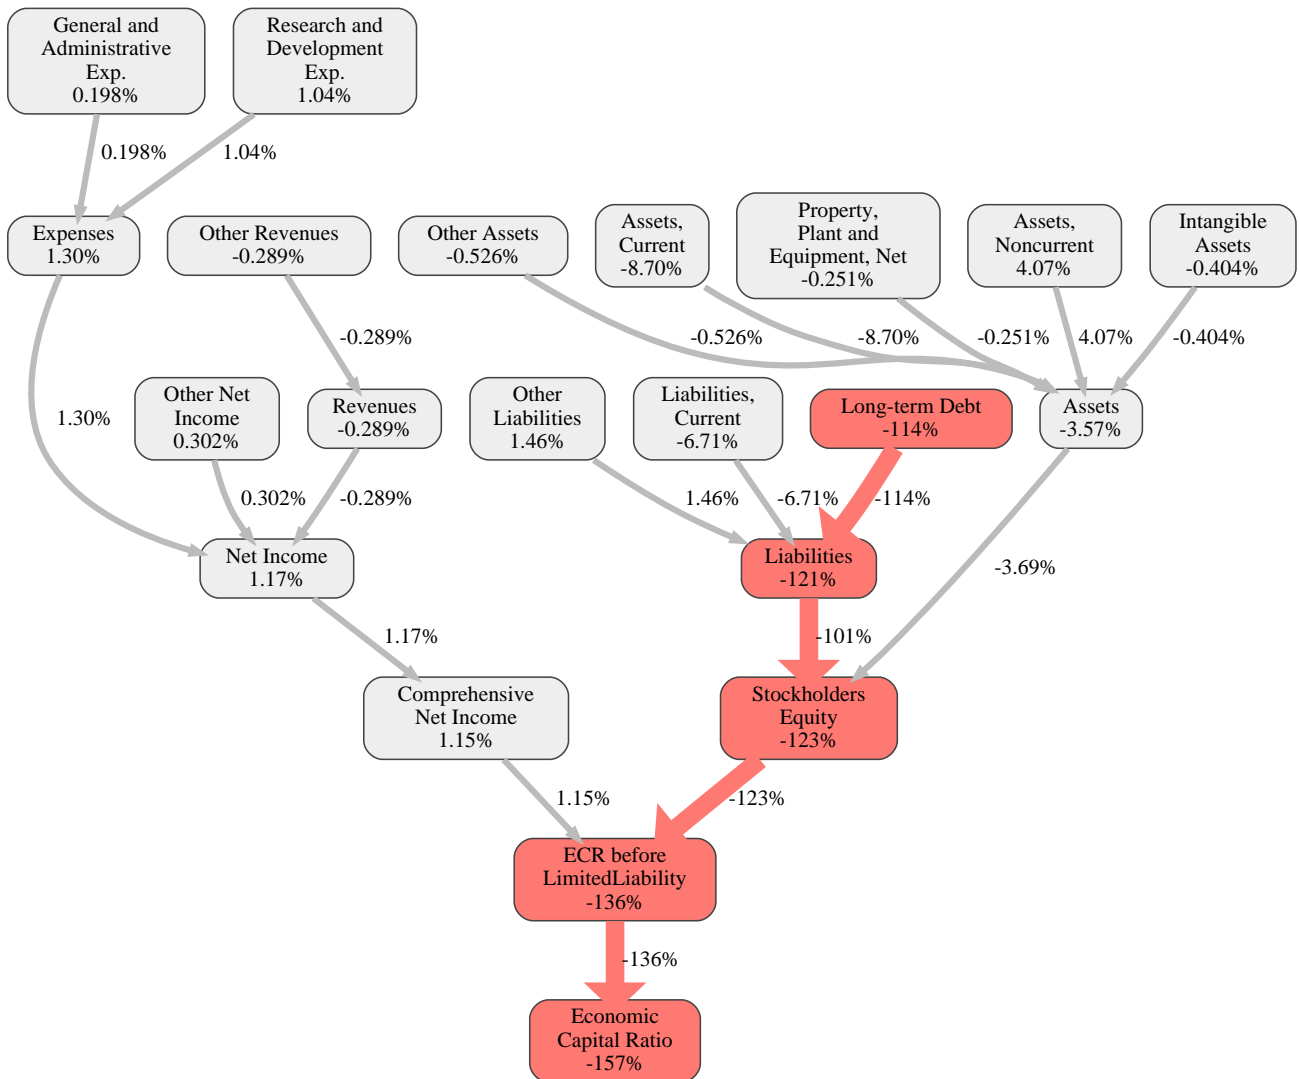 General and
Administrative
Exp.
0.198%
Research and
Development
Exp.
1.04%
0.198%
1.04%
Expenses
1.30%
Other Revenues
-0.289%
Other Assets
-0.526%
Assets,
Current
-8.70%
Property,
Plant and
Equipment, Net
-0.251%
Assets,
Noncurrent
4.07%
Intangible
Assets
-0.404%
-0.289%
-0.526%
-8.70%
-0.251%
4.07%
-0.404%
1.30%
Other Net
Income
0.302%
Revenues
-0.289%
Other
Liabilities
1.46%
Liabilities,
Current
-6.71%
Long-term Debt
-114%
Assets
-3.57%
0.302%
-0.289%
1.46%
-6.71%
-114%
Net Income
1.17%
Liabilities
-121%
-3.69%
1.17%
-101%
Comprehensive
Net Income
1.15%
Stockholders
Equity
-123%
1.15%
-123%
ECR before
LimitedLiability
-136%
-136%
Economic
Capital Ratio
-157%